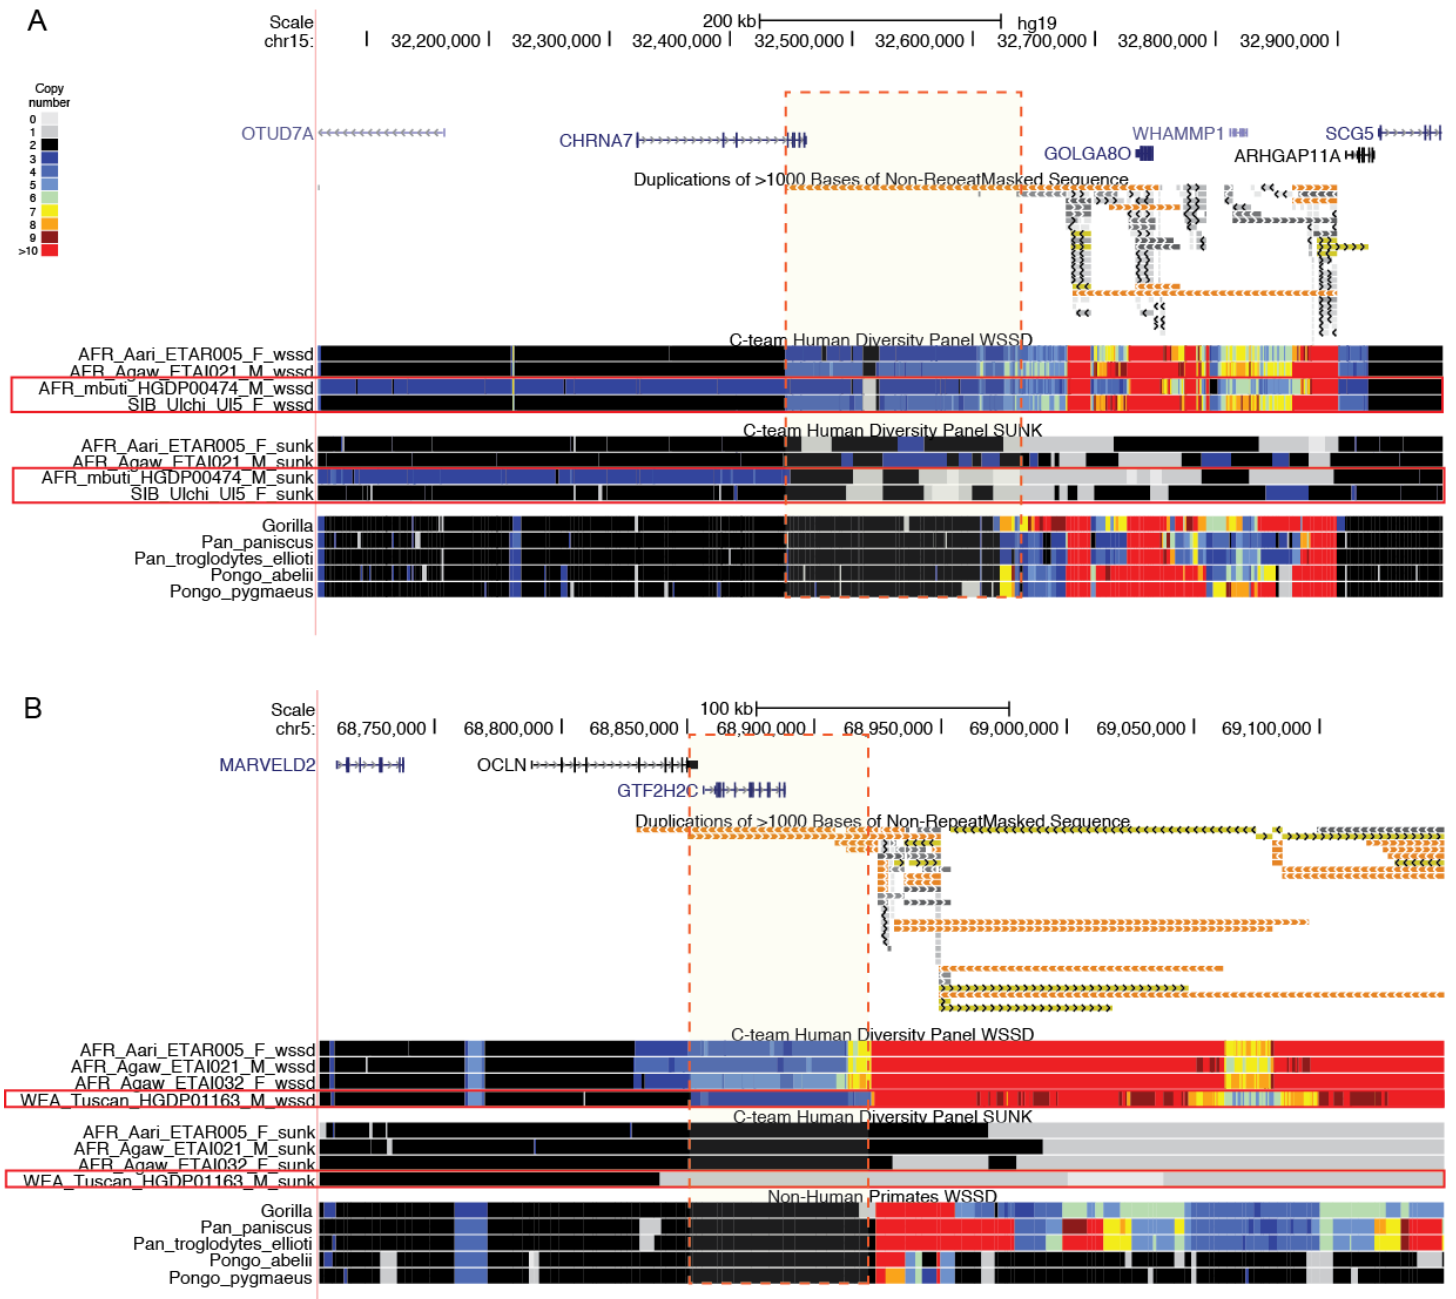 A
Scale 200 kb hg19
chr15: 32,200,000 32,300,000 32,400,000 32,500,000 32,600,000 32,700,000 32,800,000 32,900,000
Copy
number
0
1
2
3
4
5
6
7
8
9
>10
OTUD7A WHAMMP1 SCG5
CHRNA7
GOLGA8O ARHGAP11A
Duplications of >1000 Bases of Non-RepeatMasked Sequence
C-team Human Diversity Panel WSSD
AFR_Aari_ETAR005_F_wssd
AFR_Agaw_ETAI021_M_wssd
AFR_mbuti_HGDP00474_M_wssd
SIB_Ulchi_Ul5_F_wssd
C-team Human Diversity Panel SUNK
AFR_Aari_ETAR005_F_sunk
AFR_Agaw_ETAI021_M_sunk
AFR_mbuti_HGDP00474_M_sunk
SIB_Ulchi_Ul5_F_sunk
Gorilla
Pan_paniscus
Pan_troglodytes_ellioti
Pongo_abelii
Pongo_pygmaeus
B
Scale 100 kb
chr5: 68,750,000 68,800,000 68,850,000 68,900,000 68,950,000 69,000,000 69,050,000 69,100,000
MARVELD2 OCLN
GTF2H2C
Duplications of >1000 Bases of Non-RepeatMasked Sequence
C-team Human Diversity Panel WSSD
AFR_Aari_ETAR005_F_wssd
AFR_Agaw_ETAI021_M_wssd
AFR_Agaw_ETAI032_F_wssd
WEA_Tuscan_HGDP01163_M_wssd
C-team Human Diversity Panel SUNK
AFR_Aari_ETAR005_F_sunk
AFR_Agaw_ETAI021_M_sunk
AFR_Agaw_ETAI032_F_sunk
WEA_Tuscan_HGDP01163_M_sunk
Non-Human Primates WSSD
Gorilla
Pan_paniscus
Pan_troglodytes_ellioti
Pongo_abelii
Pongo_pygmaeus